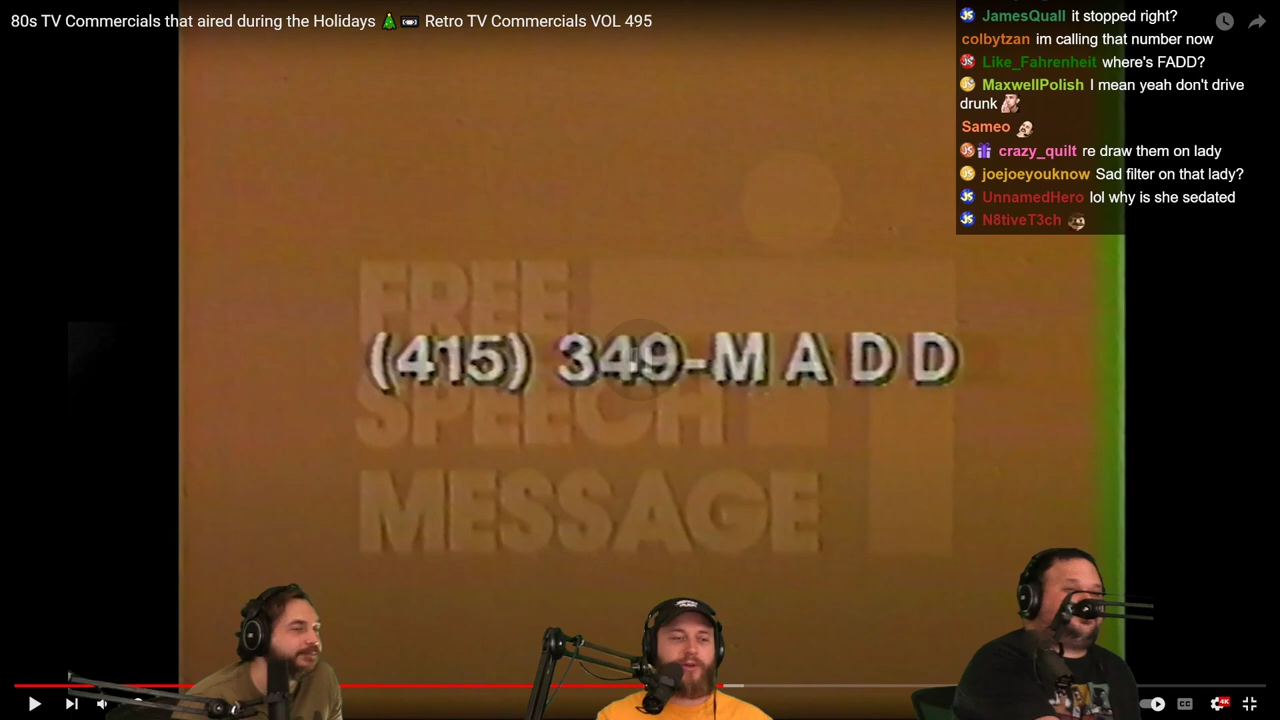 80s TV Commercials that aired during the Holidays 🎄📼 Retro TV Commercials VOL 495
JamesQuall it stopped right?
colbytzan im calling that number now
Like_Fahrenheit where's FADD?
MaxwellPolish I mean yeah don't drive
drunk
Sameo
crazy_quilt re draw them on lady
joejoeyouknow Sad filter on that lady?
UnnamedHero lol why is she sedated
N8tiveT3ch
FREE
(415) 349-MADD
SPEECH
MESSAGE
CC
4K